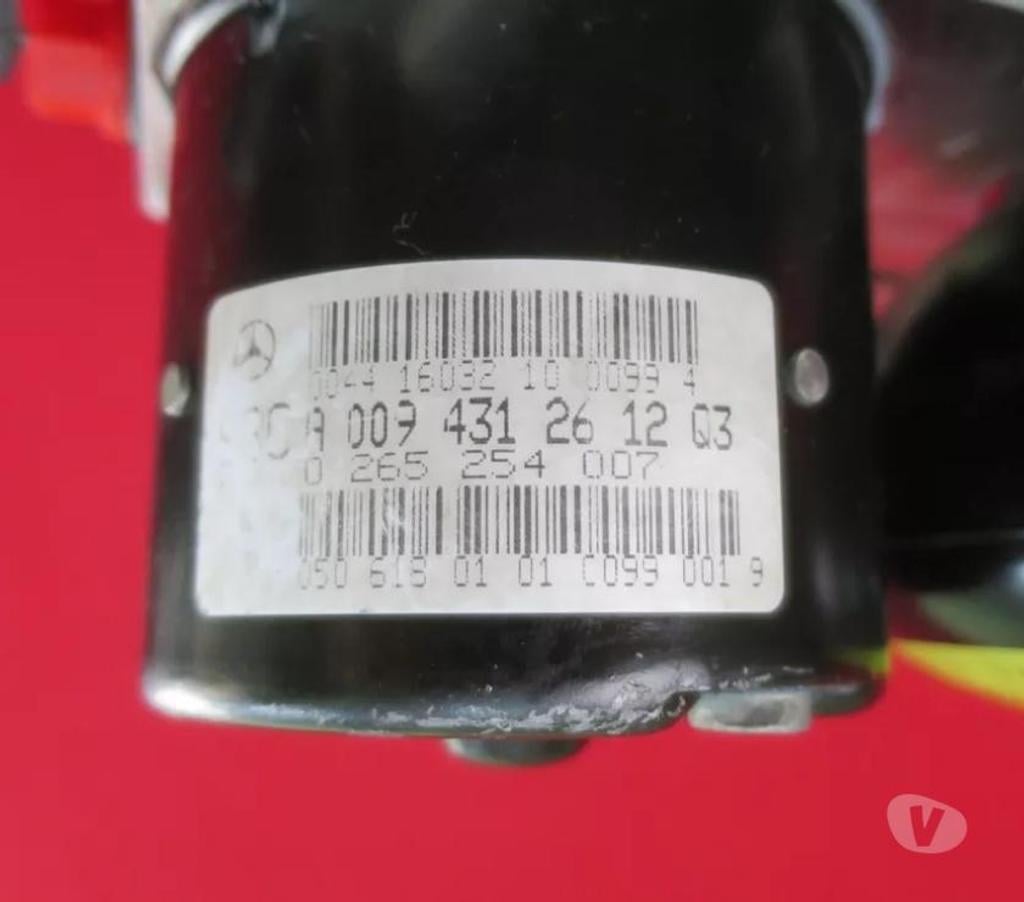 0044 16032 10 0099 4
A 009 431 26 12 Q3
0 265 254 007
050 618 01 01 C099 001 9
V